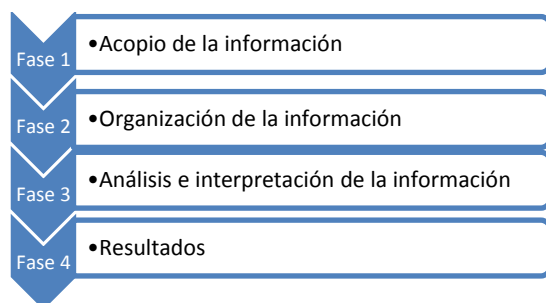 Fase 1
•Acopio de la información
Fase 2
•Organización de la información
Fase 3
•Análisis e interpretación de la información
Fase 4
•Resultados